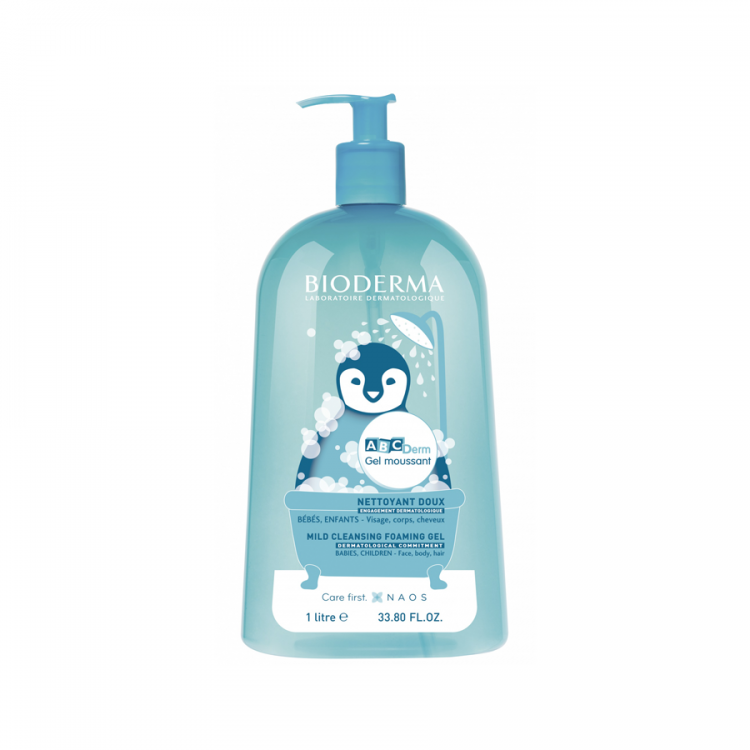 BIODERMA
LABORATOIRE DERMATOLOGIQUE
ABCDerm
Gel moussant
NETTOYANT DOUX
ENGAGEMENT DERMATOLOGIQUE
BÉBÉS, ENFANTS - Visage, corps, cheveux
MILD CLEANSING FOAMING GEL
DERMATOLOGICAL COMMITMENT
BABIES, CHILDREN - Face, body, hair
Care first. NAOS
1 litre ℮ 33.80 FL.OZ.